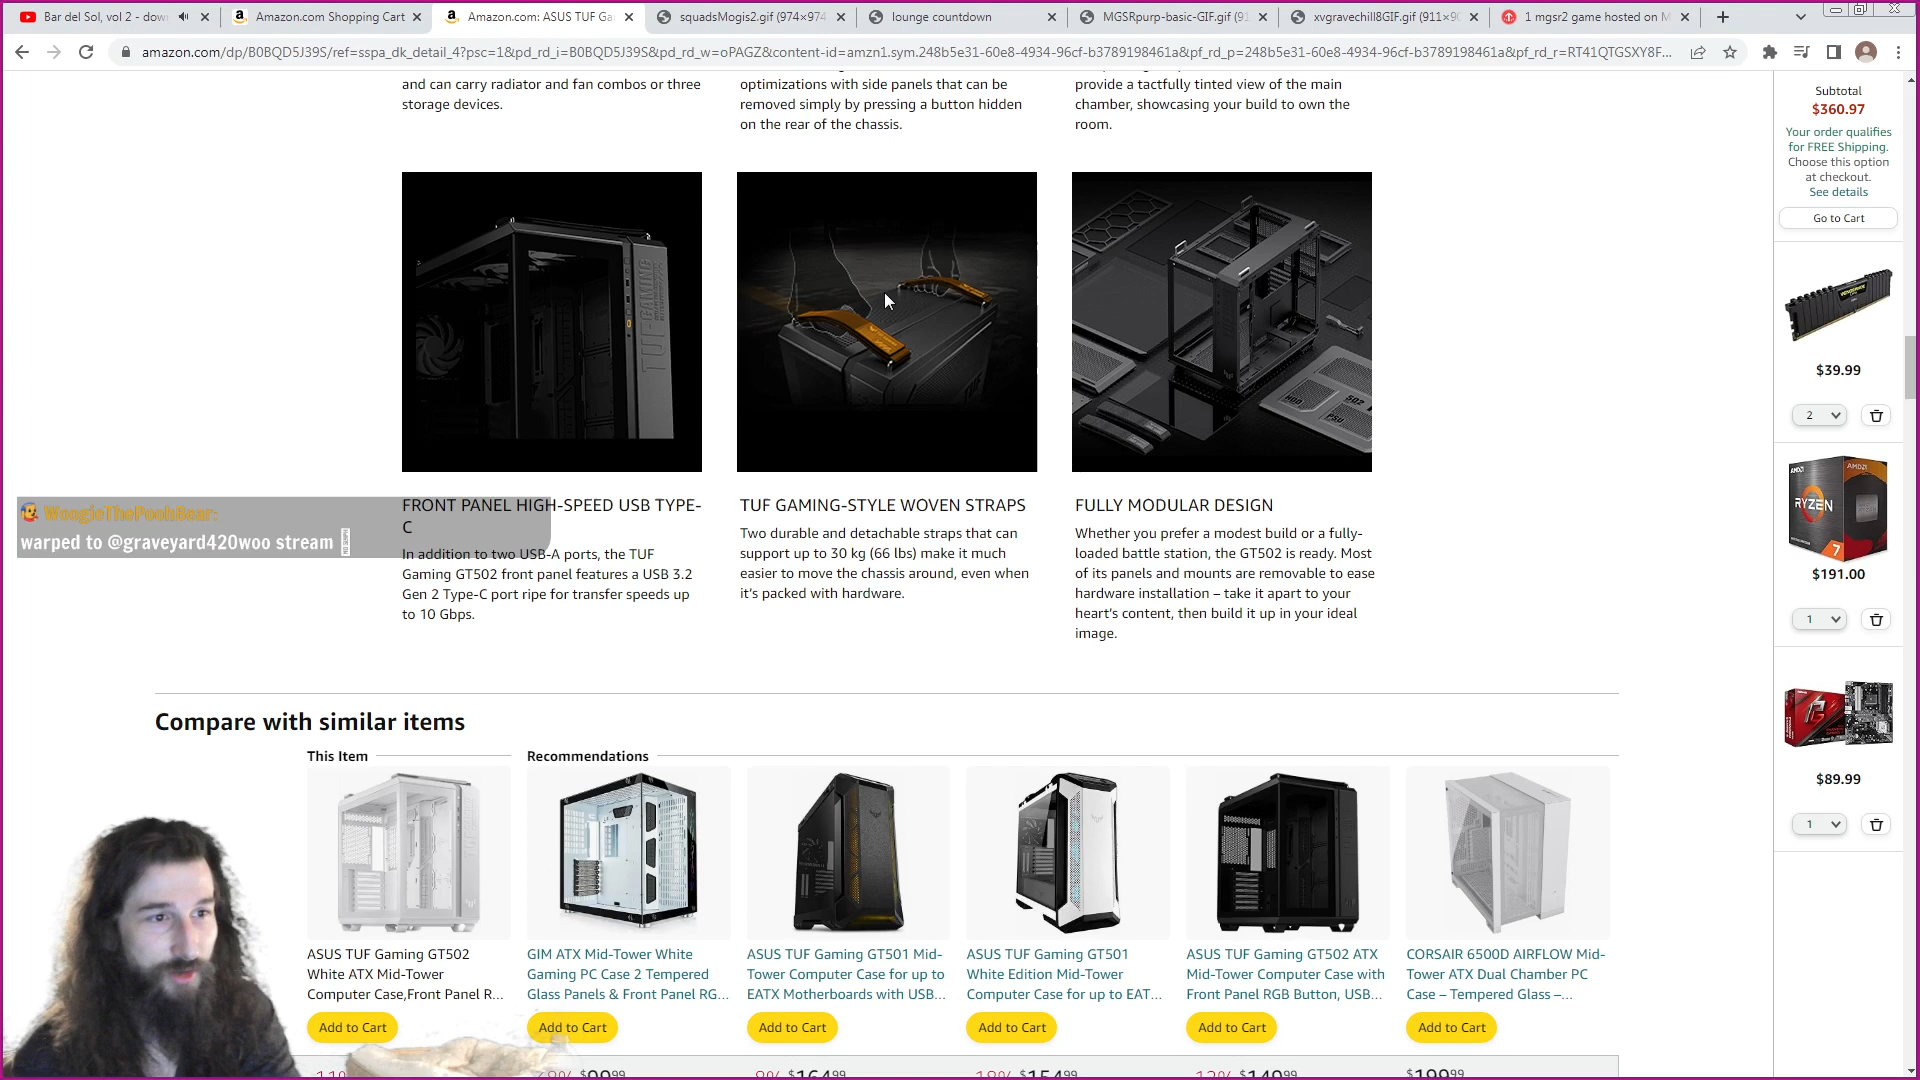 Bar del Sol, vol 2 - dow
Amazon.com Shopping Cart
Amazon.com: ASUS TUF Ga
squadsMogis2.gif (974×974
lounge countdown
MGSRpurp-basic-GIF.gif (91
xvgravechill8GIF.gif (911×90
1 mgsr2 game hosted on M
amazon.com/dp/B0BQD5J39S/ref=sspa_dk_detail_4?psc=1&pd_rd_i=B0BQD5J39S&pd_rd_w=oPAGZ&content-id=amzn1.sym.248b5e31-60e8-4934-96cf-b3789198461a&pf_rd_p=248b5e31-60e8-4934-96cf-b3789198461a&pf_rd_r=RT41QTGSXY8F...
and can carry radiator and fan combos or three
storage devices.
optimizations with side panels that can be
removed simply by pressing a button hidden
on the rear of the chassis.
provide a tactfully tinted view of the main
chamber, showcasing your build to own the
room.
TUF GAMING
TUF
HDD
PSU
502
FRONT PANEL HIGH-SPEED USB TYPE-
C
In addition to two USB-A ports, the TUF
Gaming GT502 front panel features a USB 3.2
Gen 2 Type-C port ripe for transfer speeds up
to 10 Gbps.
TUF GAMING-STYLE WOVEN STRAPS
Two durable and detachable straps that can
support up to 30 kg (66 lbs) make it much
easier to move the chassis around, even when
it's packed with hardware.
FULLY MODULAR DESIGN
Whether you prefer a modest build or a fully-
loaded battle station, the GT502 is ready. Most
of its panels and mounts are removable to ease
hardware installation – take it apart to your
heart's content, then build it up in your ideal
image.
WoogieThePoohBear:
warped to @graveyard420woo stream
Compare with similar items
This Item
Recommendations
ASUS TUF Gaming GT502
White ATX Mid-Tower
Computer Case,Front Panel R...
Add to Cart
GIM ATX Mid-Tower White
Gaming PC Case 2 Tempered
Glass Panels & Front Panel RG...
Add to Cart
ASUS TUF Gaming GT501 Mid-
Tower Computer Case for up to
EATX Motherboards with USB...
Add to Cart
ASUS TUF Gaming GT501
White Edition Mid-Tower
Computer Case for up to EAT...
Add to Cart
ASUS TUF Gaming GT502 ATX
Mid-Tower Computer Case with
Front Panel RGB Button, USB...
Add to Cart
CORSAIR 6500D AIRFLOW Mid-
Tower ATX Dual Chamber PC
Case – Tempered Glass –...
Add to Cart
$99.99
$164.99
$154.99
$149.99
$199.99
Subtotal
$360.97
Your order qualifies
for FREE Shipping.
Choose this option
at checkout.
See details
Go to Cart
VENGEANCE
$39.99
2
AMD
RYZEN
7
$191.00
1
$89.99
1